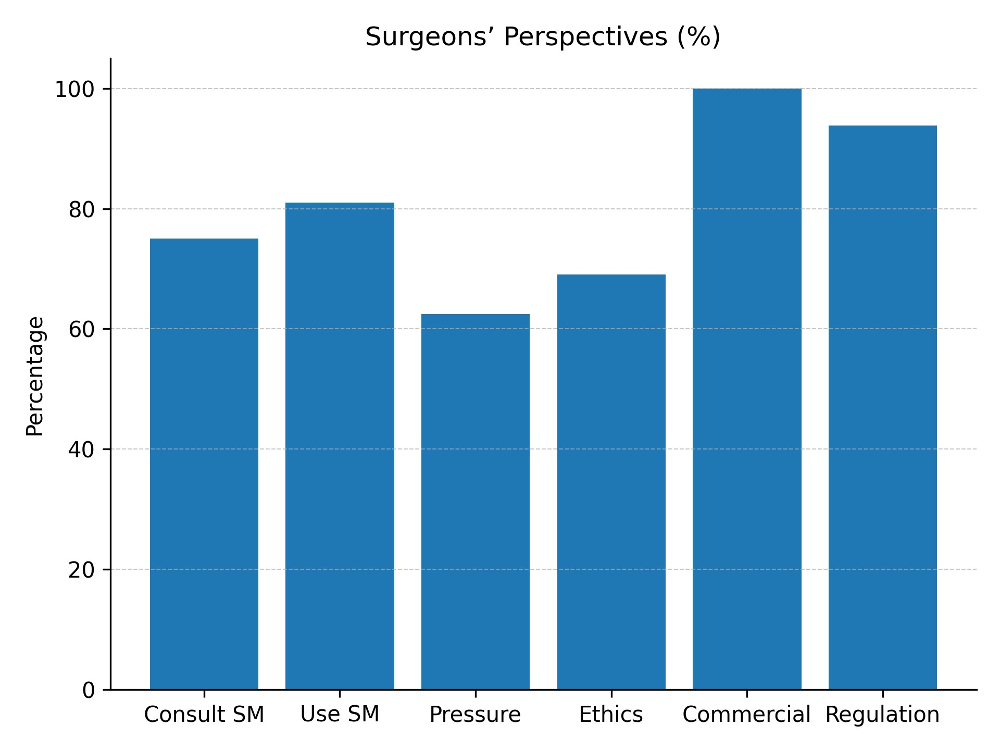 Surgeons’ Perspectives (%)
Percentage
100
80
60
40
20
0
Consult SM Use SM Pressure Ethics Commercial Regulation